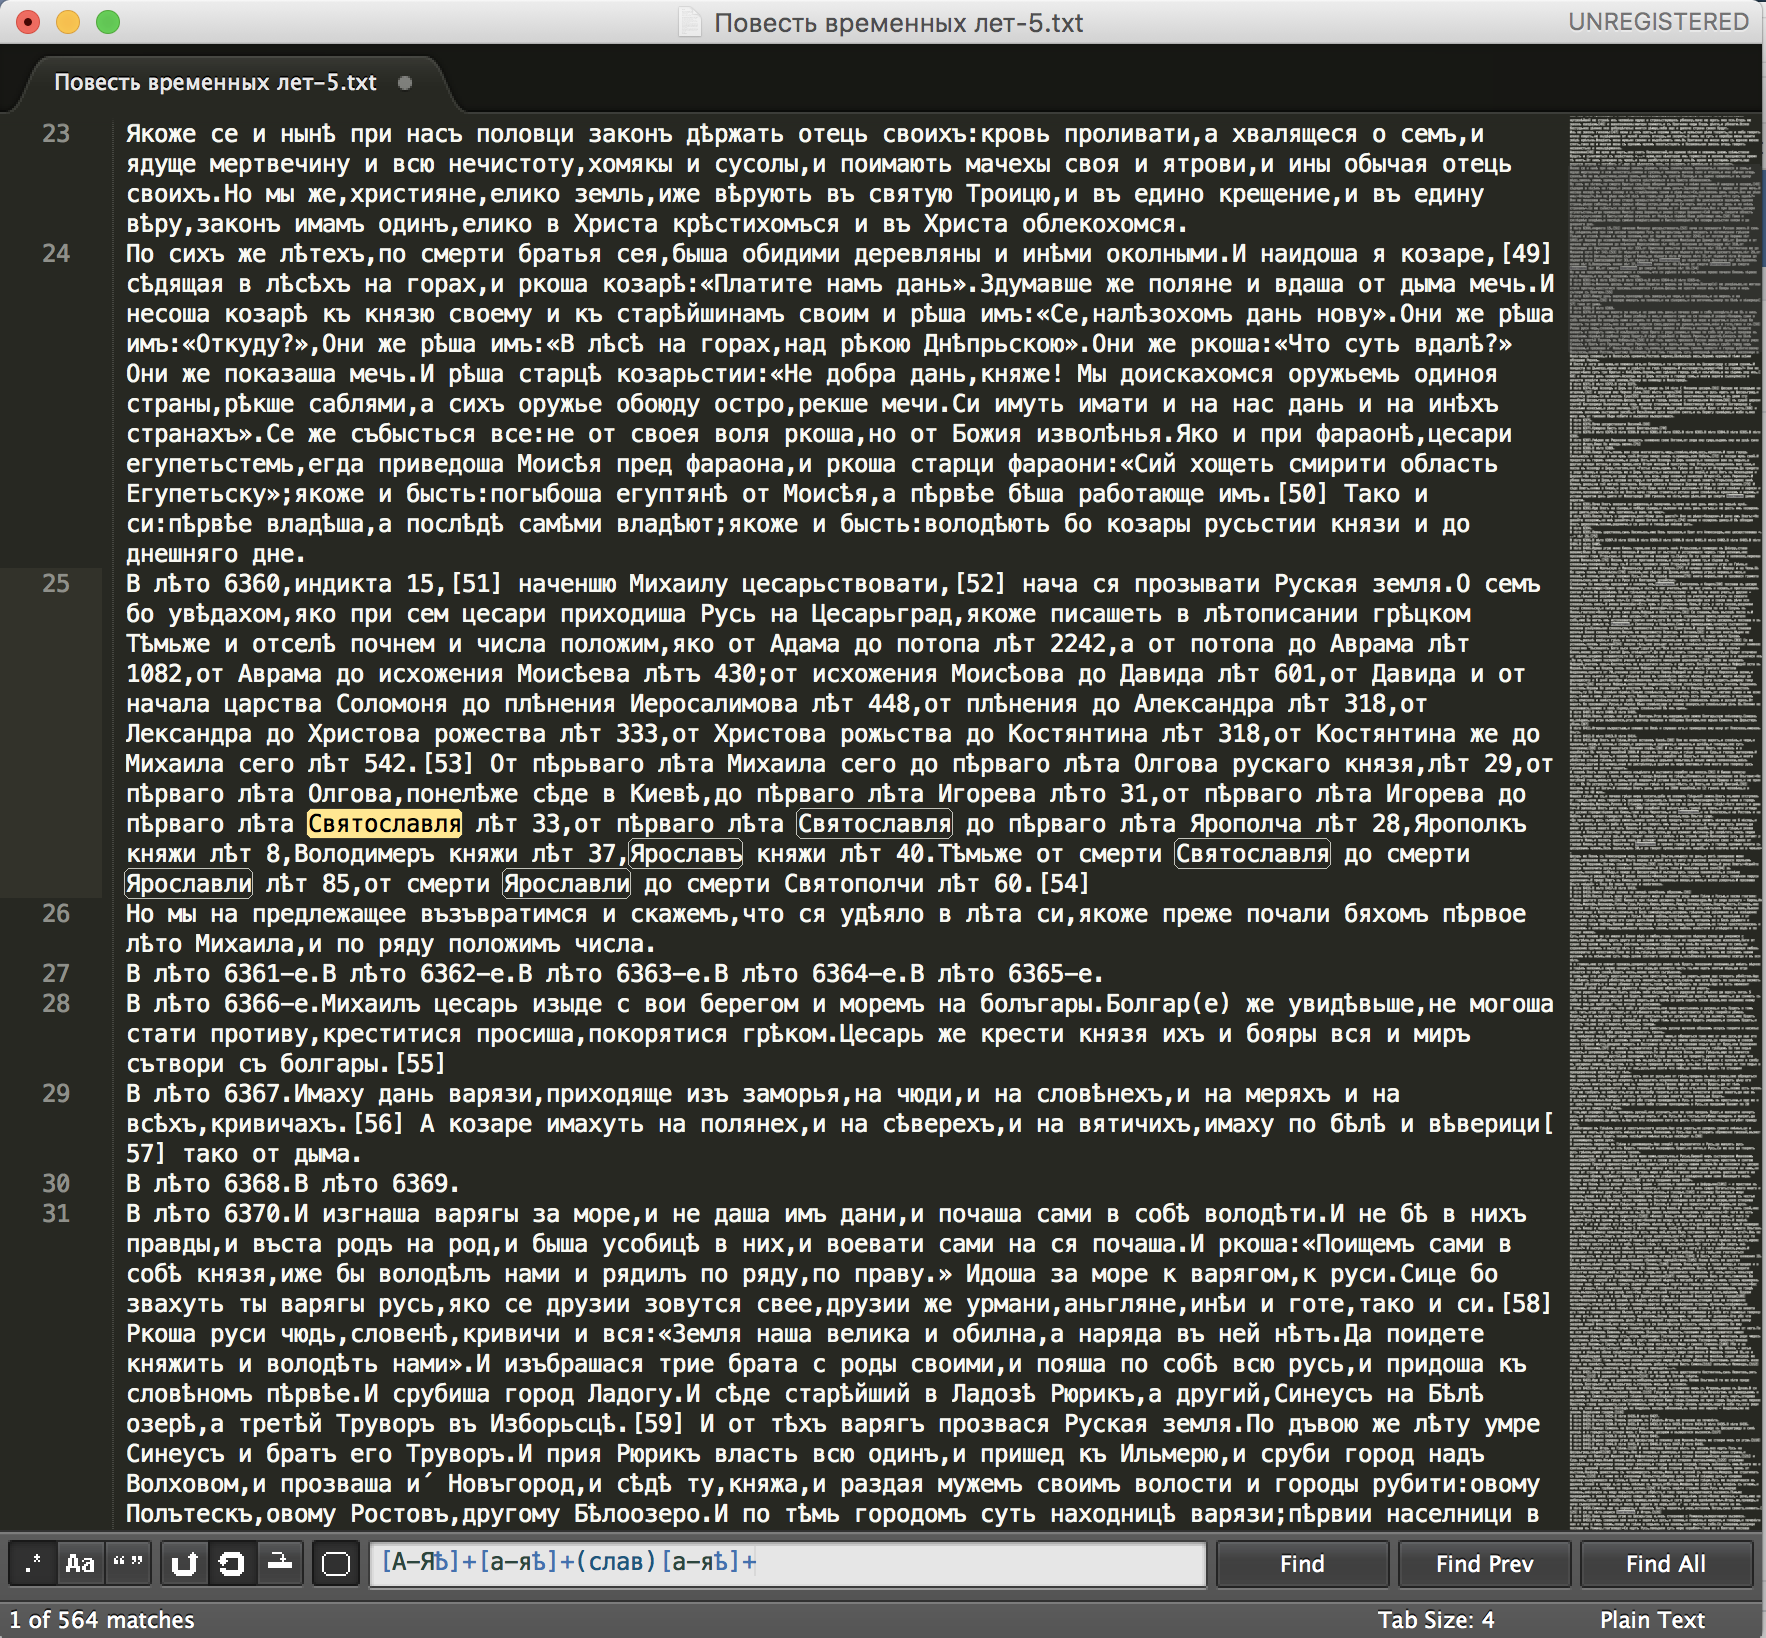 Повесть временных лет-5.txt
UNREGISTERED
Повесть временных лет-5.txt
23 Якоже се и нынѣ при насъ половци законъ дѣржать отець своихъ:кровь проливати,а хвалящеся о семъ,и
ядуще мертвечину и всю нечистоту,хомякы и сусолы,и поимають мачехы своя и ятрови,и ины обычая отець
своихъ.Но мы же,християне,елико земль,иже вѣрують въ святую Троицю,и въ едино крещение,и въ едину
вѣру,законъ имамъ одинъ,елико в Христа крѣстихомъся и въ Христа облекохомся.
24 По сихъ же лѣтехъ,по смерти братья сея,быша обидими деревляны и инѣми околными.И наидоша я козаре,[49]
сѣдящая в лѣсѣхъ на горах,и ркоша козарѣ:«Платите намъ дань».Здумавше же поляне и вдаша от дыма мечь.И
несоша козарѣ къ князю своему и къ старѣйшинамъ своим и рѣша имъ:«Се,налѣзохомъ дань нову».Они же рѣша
имъ:«Откуду?»,Они же рѣша имъ:«В лѣсѣ на горах,над рѣкою Днѣпрьскою».Они же ркоша:«Что суть вдалѣ?»
Они же показаша мечь.И рѣша старцѣ козарьстии:«Не добра дань,княже! Мы доискахомся оружьемь одиноя
страны,рѣкше саблями,а сихъ оружье обоюду остро,рекше мечи.Си имуть имати и на нас дань и на инѣхъ
странахъ».Се же събысться все:не от своея воля ркоша,но от Божия изволѣнья.Яко и при фараонѣ,цесари
егупетьстемь,егда приведоша Моисѣя пред фараона,и ркоша старци фараони:«Сий хощеть смирити область
Египетьску»;якоже и бысть:погыбоша егуптянѣ от Моисѣя,а пѣрвѣе бѣша работающе имъ.[50] Тако и
си:пѣрвѣе владѣша,а послѣдѣ самѣми владѣют;якоже и бысть:володѣють бо козары русьстии князи и до
днешняго дне.
25 В лѣто 6360,индикта 15,[51] наченшю Михаилу цесарьствовати,[52] нача ся прозывати Руская земля.О семъ
бо увѣдахом,яко при сем цесари приходиша Русь на Цесарьград,якоже писашеть в лѣтописании грѣцком
Тѣмьже и отселѣ почнем и числа положим,яко от Адама до потопа лѣт 2242,а от потопа до Аврама лѣт
1082,от Аврама до исхожения Моисѣева лѣтъ 430;от исхожения Моисѣова до Давида лѣт 601,от Давида и от
начала царства Соломоня до плѣнения Иеросалимова лѣт 448,от плѣнения до Александра лѣт 318,от
Лександра до Христова рожества лѣт 333,от Христова рожьства до Костянтина лѣт 318,от Костянтина же до
Михаила сего лѣт 542.[53] От пѣрьваго лѣта Михаила сего до пѣрваго лѣта Олгова рускаго князя,лѣт 29,от
пѣрваго лѣта Олгова,понелѣже сѣде в Киевѣ,до пѣрваго лѣта Игорева лѣто 31,от пѣрваго лѣта Игорева до
пѣрваго лѣта Святославля лѣт 33,от пѣрваго лѣта Святославля до пѣрваго лѣта Ярополча лѣт 28,Ярополкъ
княжи лѣт 8,Володимеръ княжи лѣт 37,Ярославъ княжи лѣт 40.Тѣмьже от смерти Святославля до смерти
Ярославли лѣт 85,от смерти Ярославли до смерти Святополчи лѣт 60.[54]
26 Но мы на предлежащее възъвратимся и скажемъ,что ся удѣяло в лѣта си,якоже преже почали бяхомъ пѣрвое
лѣто Михаила,и по ряду положимъ числа.
27 В лѣто 6361-е.В лѣто 6362-е.В лѣто 6363-е.В лѣто 6364-е.В лѣто 6365-е.
28 В лѣто 6366-е.Михаилъ цесарь изыде с вои берегом и моремъ на болъгары.Болгар(е) же увидѣвьше,не могоша
стати противу,креститися просиша,покорятися грѣком.Цесарь же крести князя ихъ и бояры вся и миръ
сътвори съ болгары.[55]
29 В лѣто 6367.Имаху дань варязи,приходяще изъ заморья,на чюди,и на словѣнехъ,и на меряхъ и на
всѣхъ,кривичахъ.[56] А козаре имахуть на полянех,и на сѣверехъ,и на вятичихъ,имаху по бѣлѣ и вѣверици[
57] тако от дыма.
30 В лѣто 6368.В лѣто 6369.
31 В лѣто 6370.И изгнаша варягы за море,и не даша имъ дани,и почаша сами в собѣ володѣти.И не бѣ в нихъ
правды,и въста родъ на род,и быша усобицѣ в них,и воевати сами на ся почаша.И ркоша:«Поищемъ сами в
собѣ князя,иже бы володѣлъ нами и рядилъ по ряду,по праву.» Идоша за море к варягом,к руси.Сице бо
звахуть ты варягы русь,яко се друзии зовутся свее,друзии же урмани,аньгляне,инѣи и готе,тако и си.[58]
Ркоша руси чюдь,словенѣ,кривичи и вся:«Земля наша велика и обилна,а наряда въ ней нѣтъ.Да поидете
княжить и володѣть нами».И изъбрашася трие брата с роды своими,и пояша по собѣ всю русь,и придоша къ
словѣномъ пѣрвѣе.И срубиша город Ладогу.И сѣде старѣйший в Ладозѣ Рюрикъ,а другий,Синеусъ на Бѣлѣ
озерѣ,а третѣй Труворъ въ Изборьсцѣ.[59] И от тѣхъ варягъ прозвася Руская земля.По дъвою же лѣту умре
Синеусъ и братъ его Труворъ.И прия Рюрикъ власть всю одинъ,и пришед къ Ильмерю,и сруби город надъ
Волховом,и прозваша и´ Новъгород,и сѣдѣ ту,княжа,и раздая мужемъ своимъ волости и городы рубити:овому
Полътескъ,овому Ростовъ,другому Бѣлоозеро.И по тѣмь городомъ суть находницѣ варязи;пѣрвии населници в
.* Aa “ ”
[А-ЯѢ]+[а-яѣ]+(слав)[а-яѣ]+
Find
Find Prev
Find All
1 of 564 matches
Tab Size: 4
Plain Text